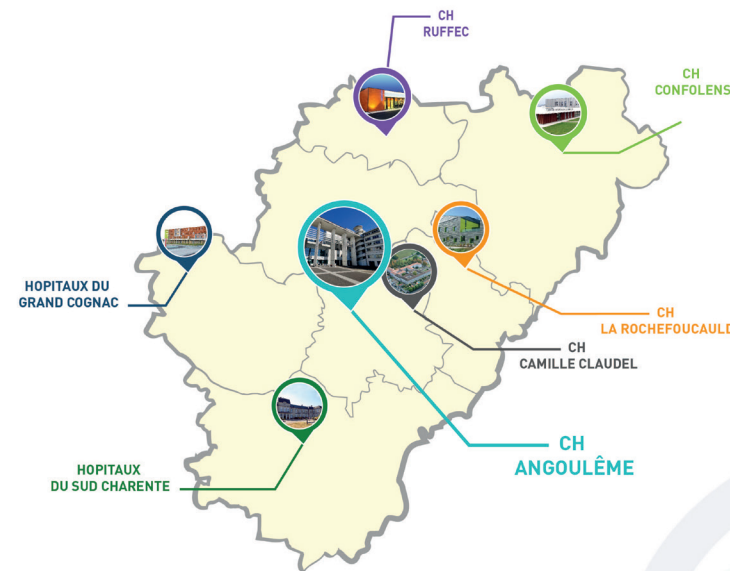 CH
RUFFEC
CH
CONFOLENS
HOPITAUX DU
GRAND COGNAC
CH
LA ROCHEFOUCAULD
CH
CAMILLE CLAUDEL
CH
ANGOULÊME
HOPITAUX
DU SUD CHARENTE